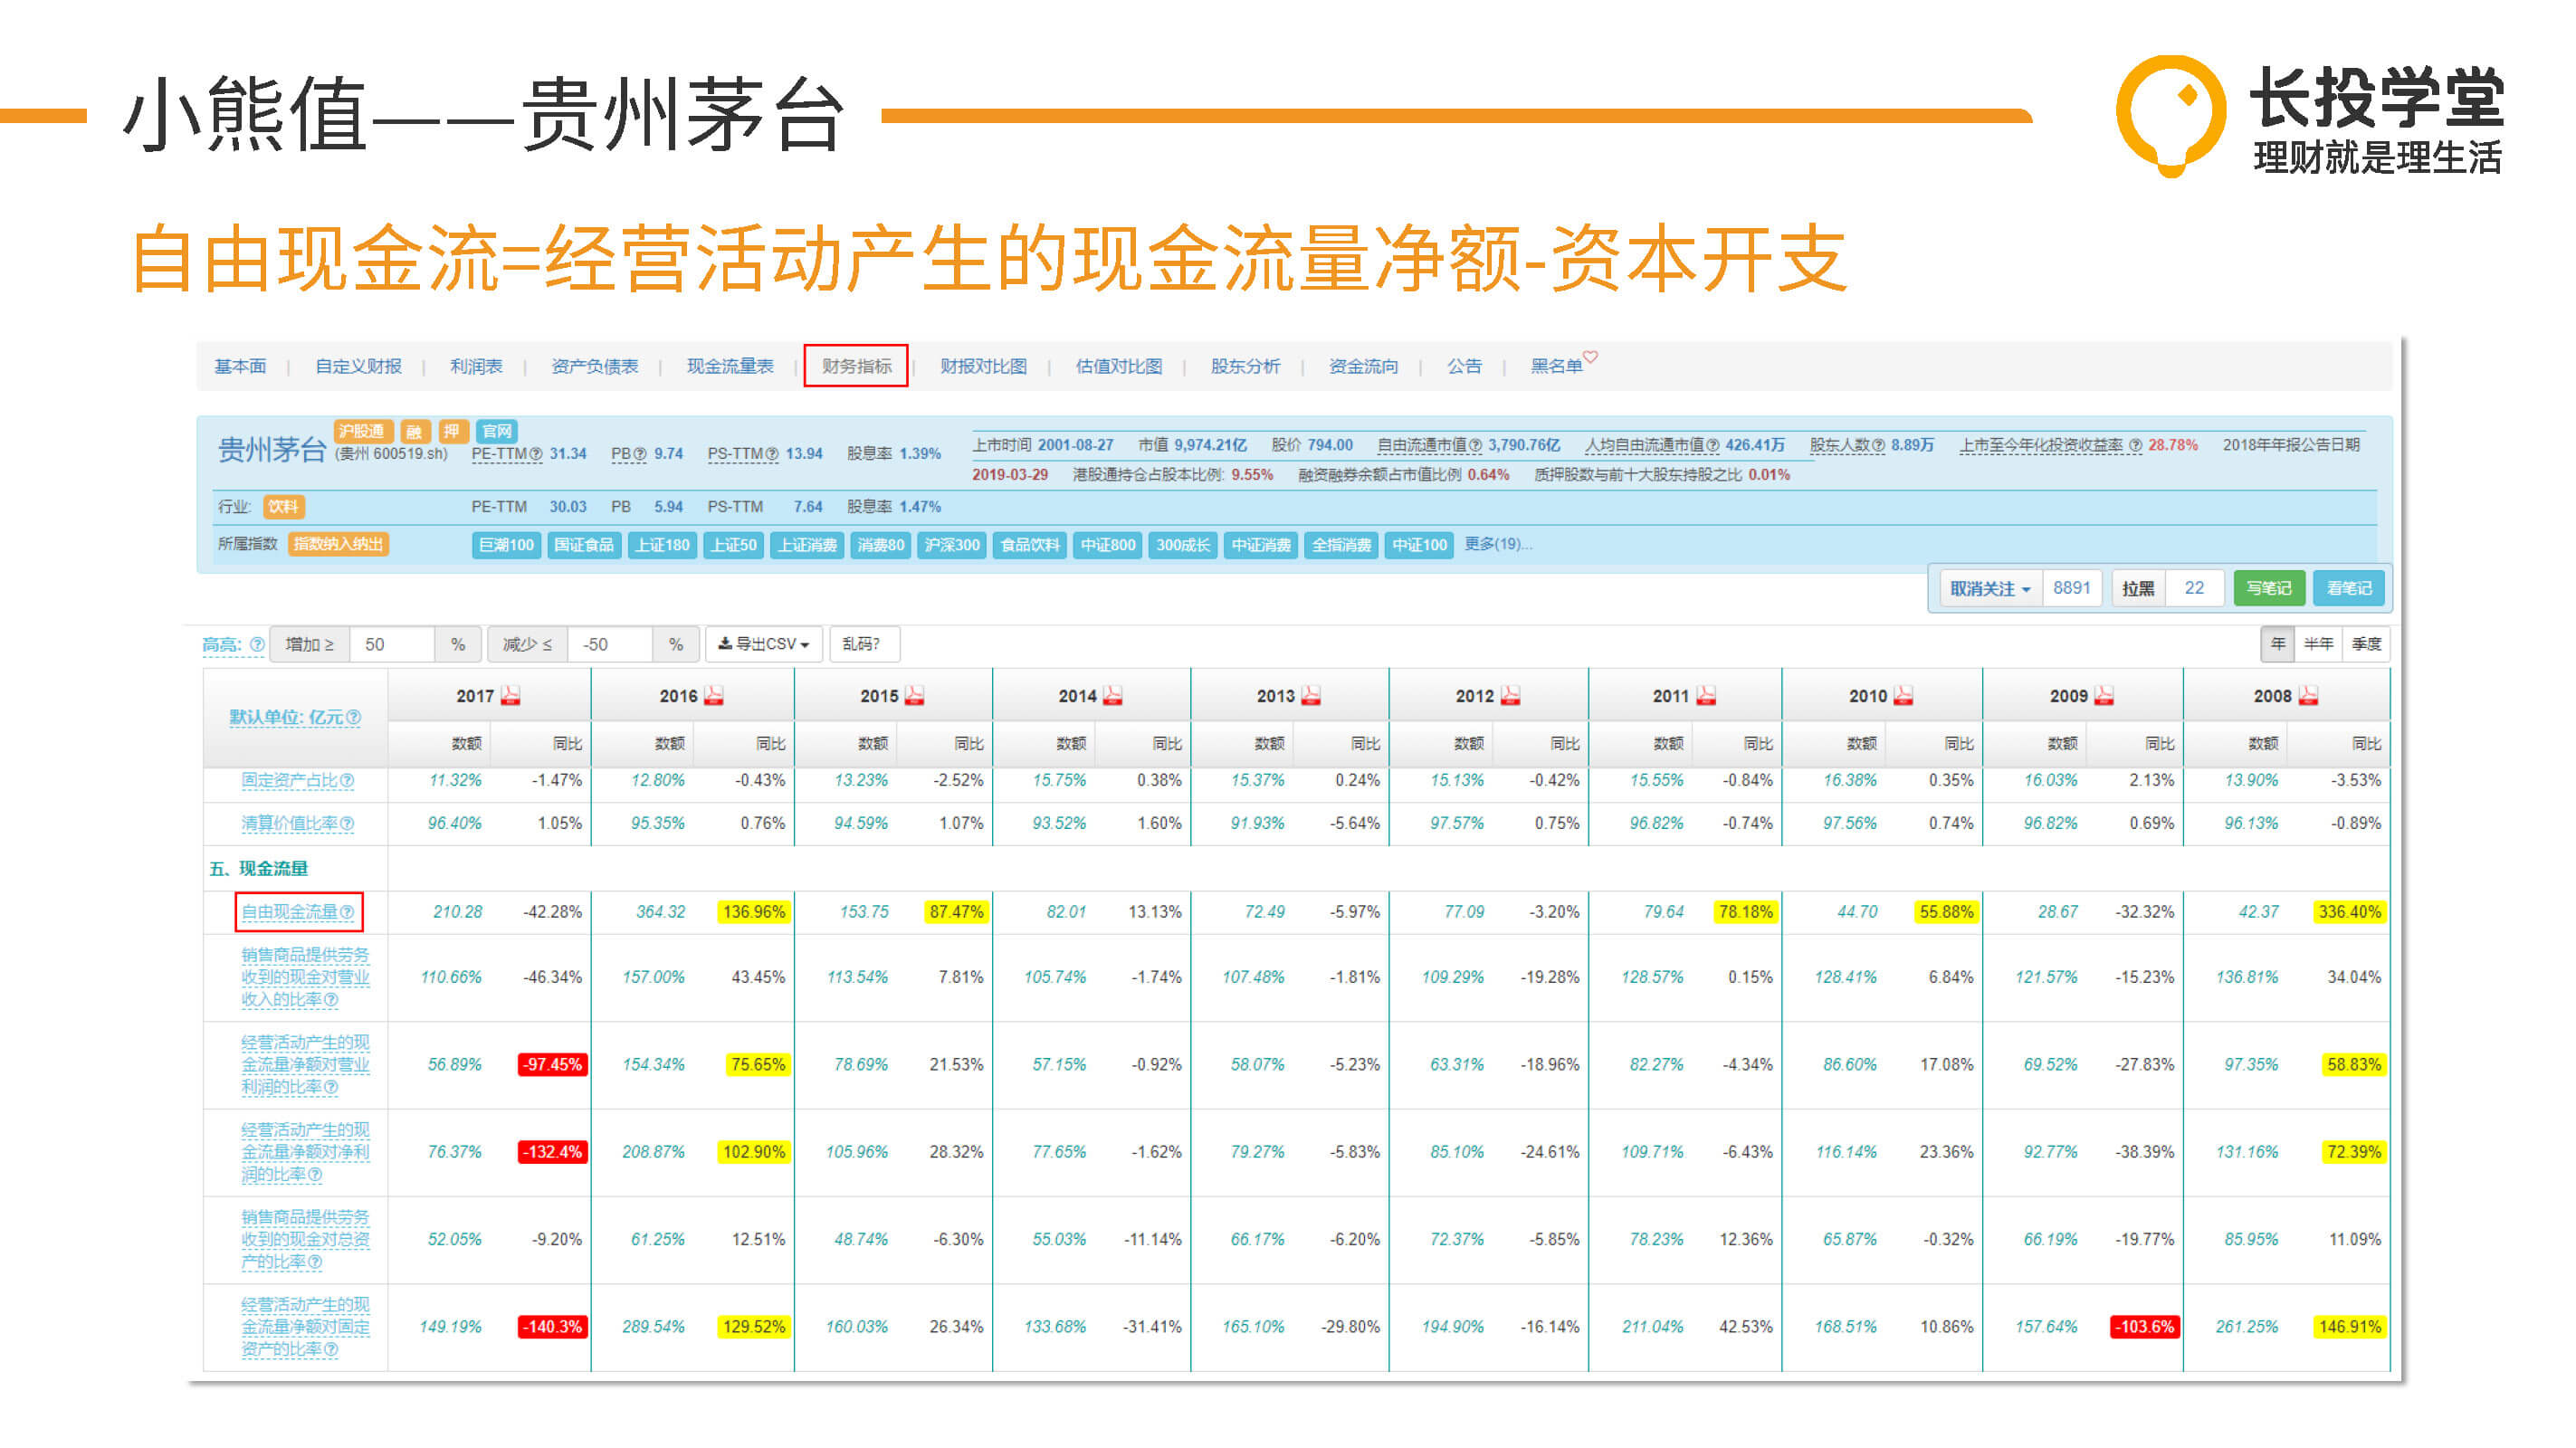 小熊值——贵州茅台
长投学堂
理财就是理生活
自由现金流=经营活动产生的现金流量净额-资本开支
基本面 | 自定义财报 | 利润表 | 资产负债表 | 现金流量表 | 财务指标 | 财报对比图 | 估值对比图 | 股东分析 | 资金流向 | 公告 | 黑名单
沪股通 融 押 官网
贵州茅台 (贵州 600519.sh) PE-TTM 31.34 PB 9.74 PS-TTM 13.94 股息率 1.39%
上市时间 2001-08-27 市值 9,974.21亿 股价 794.00 自由流通市值 3,790.76亿 人均自由流通市值 426.41万 股东人数 8.89万 上市至今年化投资收益率 28.78% 2018年年报公告日期
2019-03-29 港股通持仓占股本比例: 9.55% 融资融券余额占市值比例 0.64% 质押股数与前十大股东持股之比 0.01%
行业: 饮料 PE-TTM 30.03 PB 5.94 PS-TTM 7.64 股息率 1.47%
所属指数 指数纳入纳出 巨潮100 国证食品 上证180 上证50 上证消费 消费80 沪深300 食品饮料 中证800 300成长 中证消费 全指消费 中证100 更多(19)...
取消关注 8891 拉黑 22 写笔记 看笔记
高亮: 增加 ≥ 50 % 减少 ≤ -50 % 导出CSV 乱码? 年 半年 季度
默认单位: 亿元 2017 2016 2015 2014 2013 2012 2011 2010 2009 2008
数额 同比 数额 同比 数额 同比 数额 同比 数额 同比 数额 同比 数额 同比 数额 同比 数额 同比 数额 同比
固定资产占比 11.32% -1.47% 12.80% -0.43% 13.23% -2.52% 15.75% 0.38% 15.37% 0.24% 15.13% -0.42% 15.55% -0.84% 16.38% 0.35% 16.03% 2.13% 13.90% -3.53%
清算价值比率 96.40% 1.05% 95.35% 0.76% 94.59% 1.07% 93.52% 1.60% 91.93% -5.64% 97.57% 0.75% 96.82% -0.74% 97.56% 0.74% 96.82% 0.69% 96.13% -0.89%
五、现金流量
自由现金流量 210.28 -42.28% 364.32 136.96% 153.75 87.47% 82.01 13.13% 72.49 -5.97% 77.09 -3.20% 79.64 78.18% 44.70 55.88% 28.67 -32.32% 42.37 336.40%
销售商品提供劳务
收到的现金对营业
收入的比率
110.66% -46.34% 157.00% 43.45% 113.54% 7.81% 105.74% -1.74% 107.48% -1.81% 109.29% -19.28% 128.57% 0.15% 128.41% 6.84% 121.57% -15.23% 136.81% 34.04%
经营活动产生的现
金流量净额对营业
利润的比率
56.89% -97.45% 154.34% 75.65% 78.69% 21.53% 57.15% -0.92% 58.07% -5.23% 63.31% -18.96% 82.27% -4.34% 86.60% 17.08% 69.52% -27.83% 97.35% 58.83%
经营活动产生的现
金流量净额对净利
润的比率
76.37% -132.4% 208.87% 102.90% 105.96% 28.32% 77.65% -1.62% 79.27% -5.83% 85.10% -24.61% 109.71% -6.43% 116.14% 23.36% 92.77% -38.39% 131.16% 72.39%
销售商品提供劳务
收到的现金对总资
产的比率
52.05% -9.20% 61.25% 12.51% 48.74% -6.30% 55.03% -11.14% 66.17% -6.20% 72.37% -5.85% 78.23% 12.36% 65.87% -0.32% 66.19% -19.77% 85.95% 11.09%
经营活动产生的现
金流量净额对固定
资产的比率
149.19% -140.3% 289.54% 129.52% 160.03% 26.34% 133.68% -31.41% 165.10% -29.80% 194.90% -16.14% 211.04% 42.53% 168.51% 10.86% 157.64% -103.6% 261.25% 146.91%